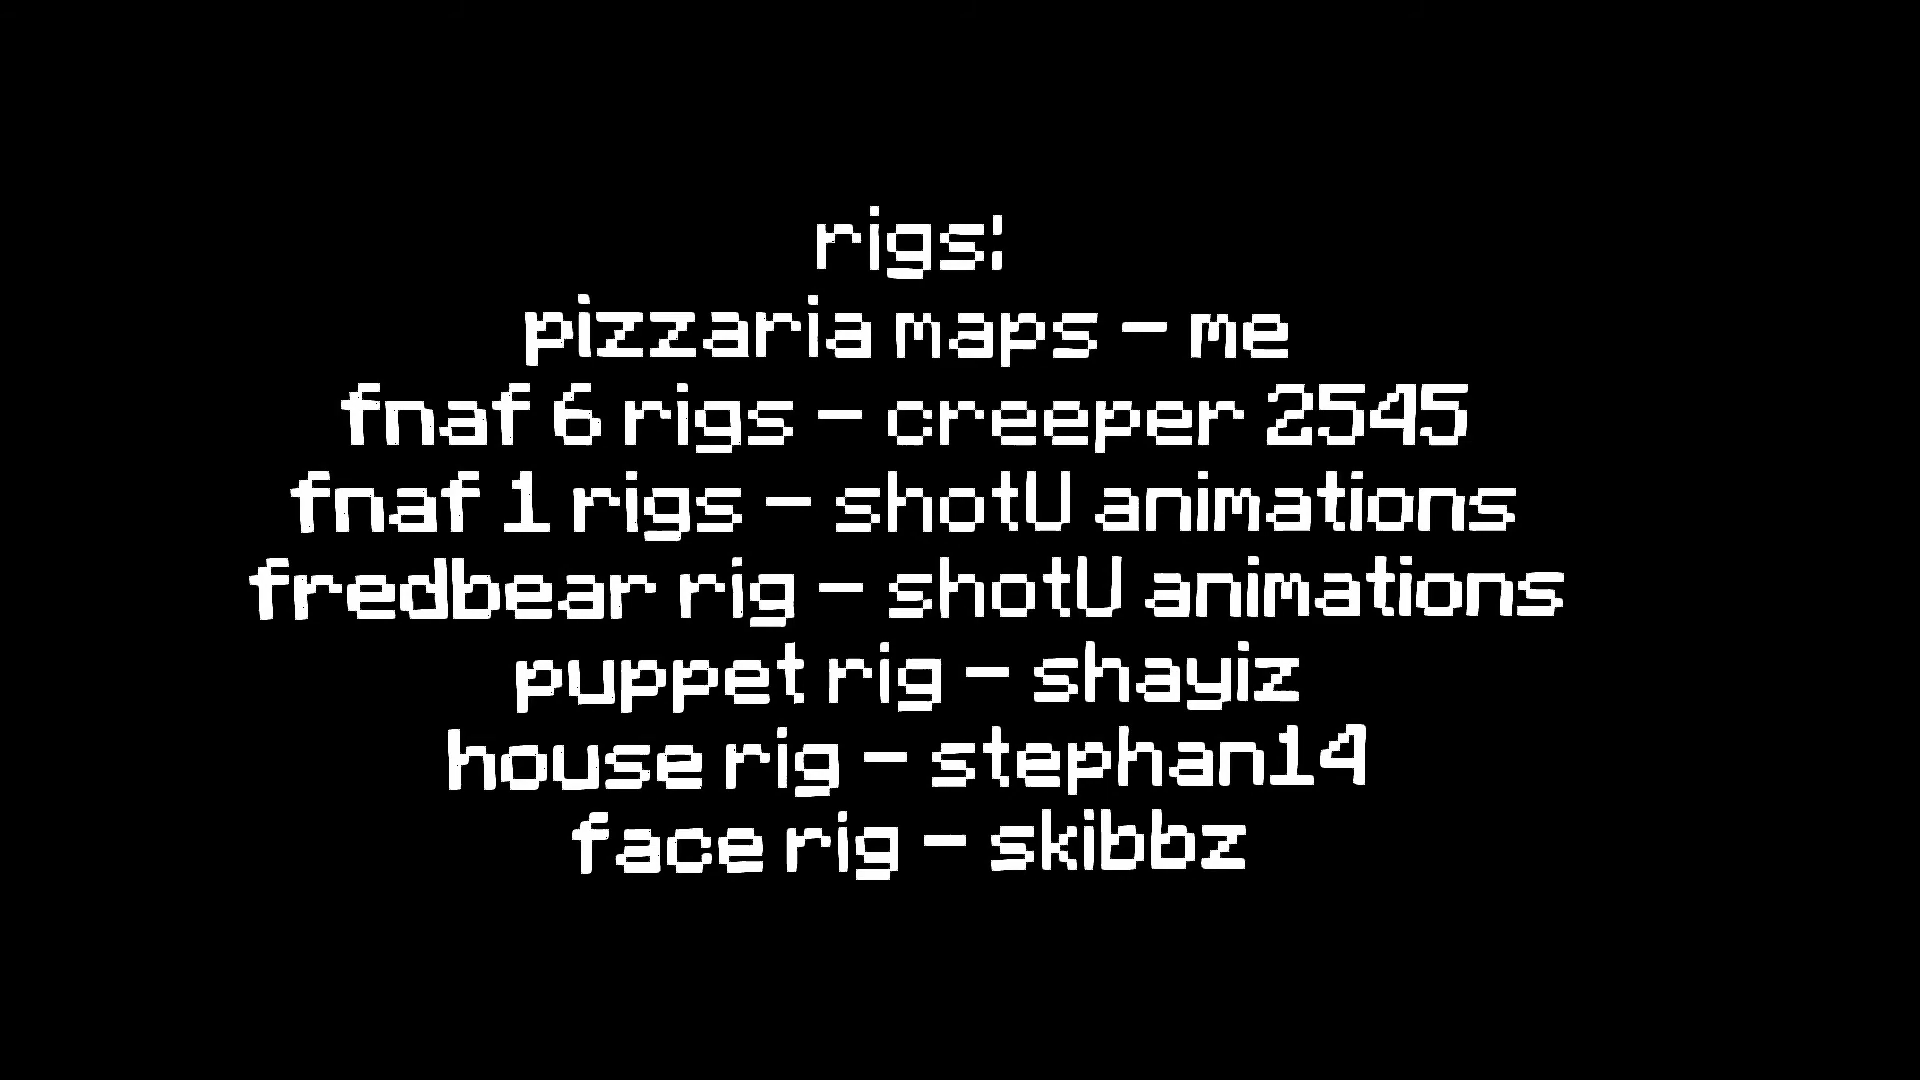 rigs:
pizzaria maps - me
fnaf 6 rigs - creeper 2545
fnaf 1 rigs - shotU animations
fredbear rig - shotU animations
puppet rig - shayiz
house rig - stephan14
face rig - skibbz